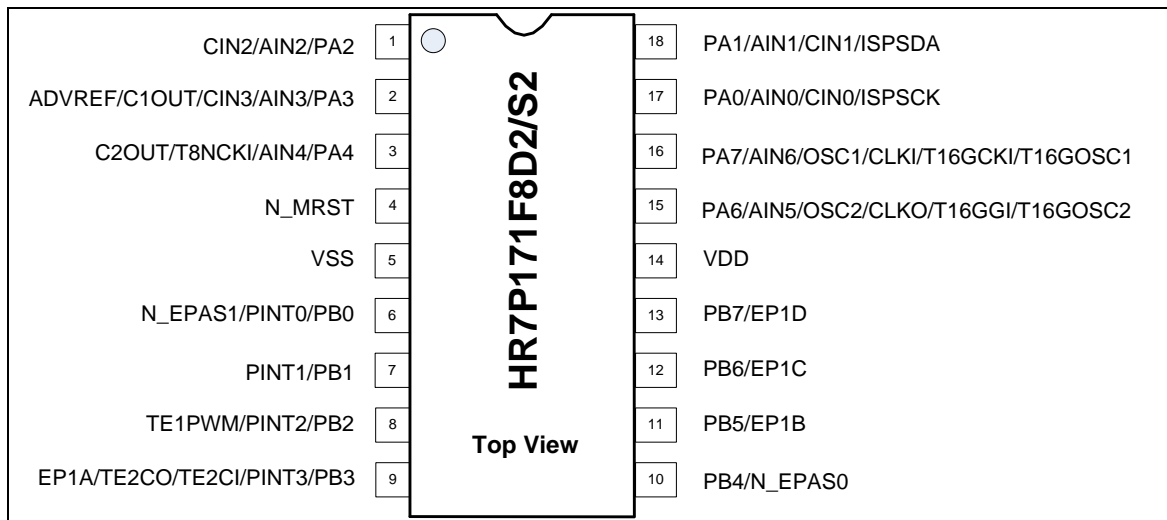 CIN2/AIN2/PA2 1 18 PA1/AIN1/CIN1/ISPSDA
ADVREF/C1OUT/CIN3/AIN3/PA3 2 17 PA0/AIN0/CIN0/ISPSCK
C2OUT/T8NCKI/AIN4/PA4 3 16 PA7/AIN6/OSC1/CLKI/T16GCKI/T16GOSC1
N_MRST 4 15 PA6/AIN5/OSC2/CLKO/T16GGI/T16GOSC2
VSS 5 14 VDD
N_EPAS1/PINT0/PB0 6 13 PB7/EP1D
PINT1/PB1 7 12 PB6/EP1C
TE1PWM/PINT2/PB2 8 11 PB5/EP1B
EP1A/TE2CO/TE2CI/PINT3/PB3 9 10 PB4/N_EPAS0
HR7P171F8D2/S2
Top View